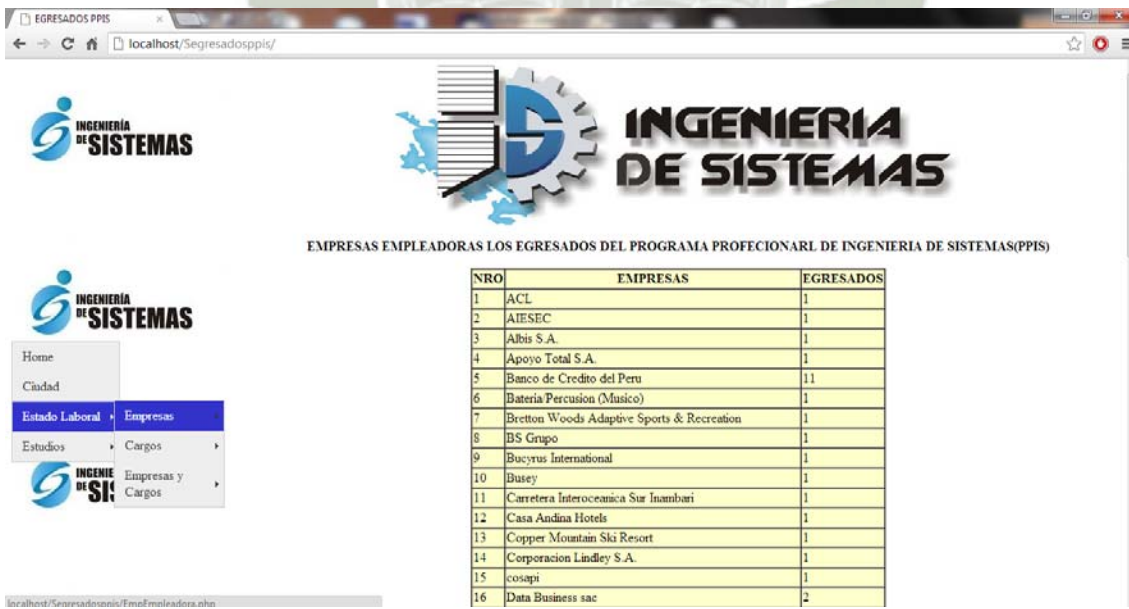 EGRESADOS PPIS
localhost/Segresadosppis/
INGENIERÍA
DE SISTEMAS
INGENIERIA
DE SISTEMAS
EMPRESAS EMPLEADORAS LOS EGRESADOS DEL PROGRAMA PROFECIONARL DE INGENIERIA DE SISTEMAS(PPIS)
INGENIERÍA
DE SISTEMAS
Home
Ciudad
Estado Laboral
Estudios
Empresas
Cargos
Empresas y
Cargos
INGENIE
DE SI
NRO EMPRESAS EGRESADOS
1 ACL 1
2 AIESEC 1
3 Albis S.A. 1
4 Apoyo Total S.A. 1
5 Banco de Credito del Peru 11
6 Bateria/Percusion (Musico) 1
7 Bretton Woods Adaptive Sports & Recreation 1
8 BS Grupo 1
9 Bucyrus International 1
10 Busey 1
11 Carretera Interoceanica Sur Inambari 1
12 Casa Andina Hotels 1
13 Copper Mountain Ski Resort 1
14 Corporacion Lindley S.A. 1
15 cosapi 1
16 Data Business sac 2
localhost/Segresadosppis/EmpEmpleadora.php